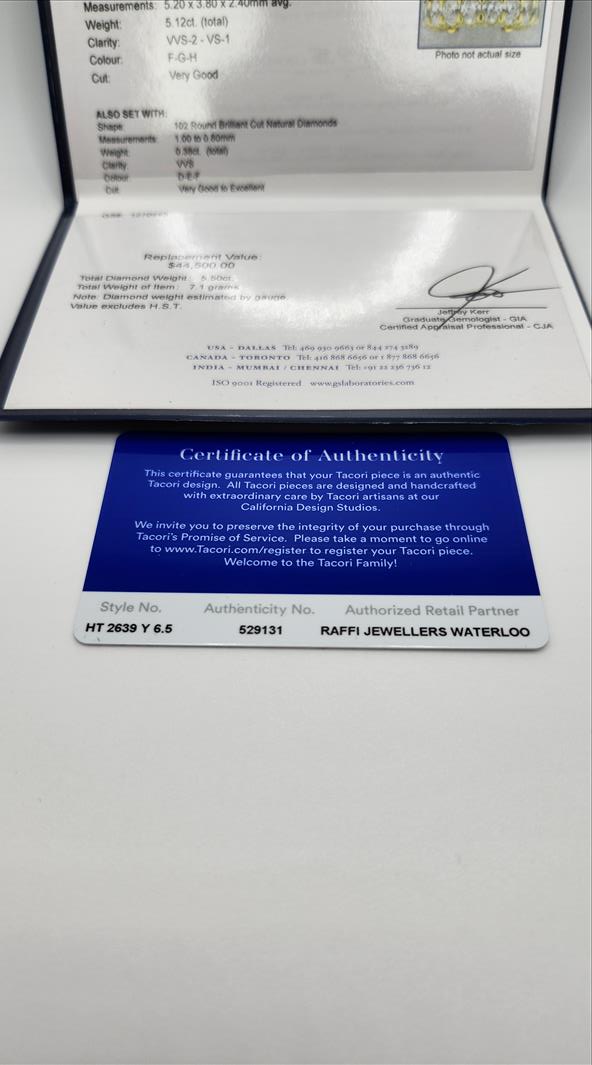 Measurements: 5.20 x 3.80 x 2.40mm avg.
Weight: 5.12ct. (total)
Clarity: VVS-2 - VS-1
Colour: F-G-H
Cut: Very Good
Photo not actual size
ALSO SET WITH:
Shape: 102 Round Brilliant Cut Natural Diamonds
Measurements: 1.00 to 0.80mm
Weight: 0.38ct. (total)
Clarity: VVS
Colour: D-E-F
Cut: Very Good to Excellent
Replacement Value:
$44,500.00
Total Diamond Weight: 5.50ct.
Total Weight of Item: 7.1 grams
Note: Diamond weight estimated by gauge
Value excludes H.S.T.
Jeffrey Kerr
Graduate Gemologist - GIA
Certified Appraisal Professional - CJA
USA - DALLAS Tel: 469 930 9663 or 844 274 3289
CANADA - TORONTO Tel: 416 868 6656 or 1 877 868 6656
INDIA - MUMBAI / CHENNAI Tel: +91 22 236 736 12
ISO 9001 Registered www.gslaboratories.com
Certificate of Authenticity
This certificate guarantees that your Tacori piece is an authentic
Tacori design. All Tacori pieces are designed and handcrafted
with extraordinary care by Tacori artisans at our
California Design Studios.
We invite you to preserve the integrity of your purchase through
Tacori's Promise of Service. Please take a moment to go online
to www.Tacori.com/register to register your Tacori piece.
Welcome to the Tacori Family!
Style No. Authenticity No. Authorized Retail Partner
HT 2639 Y 6.5 529131 RAFFI JEWELLERS WATERLOO